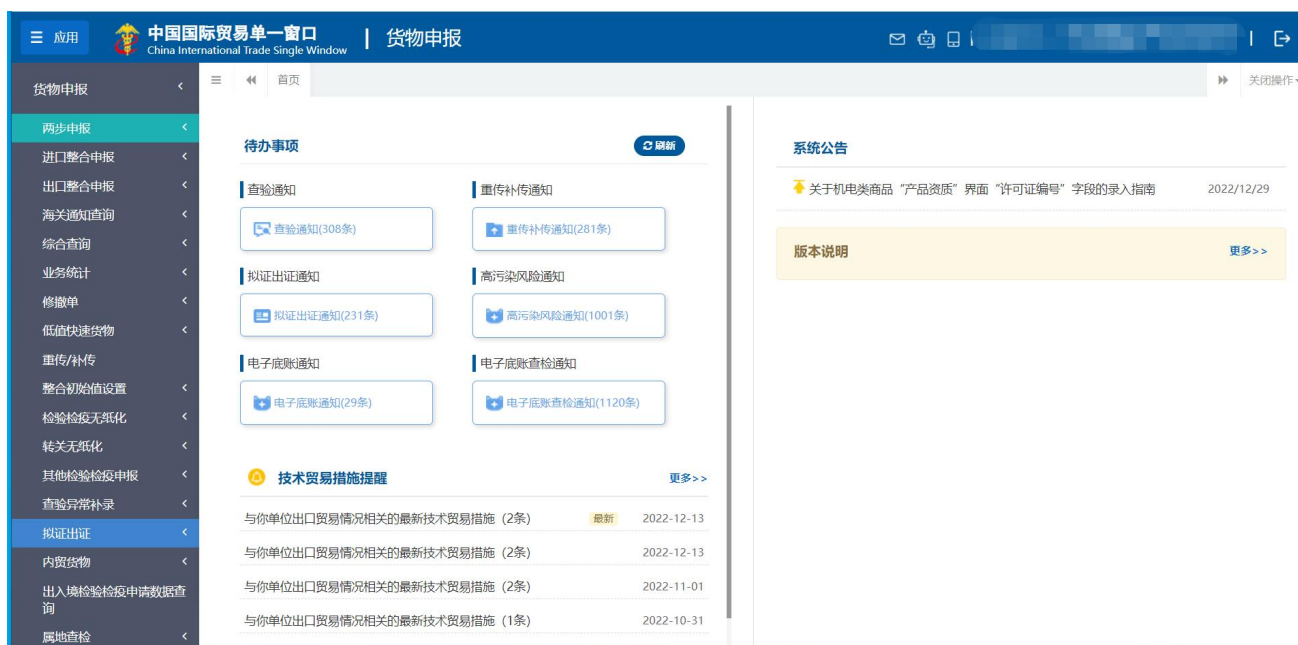 应用
中国国际贸易单一窗口
China International Trade Single Window
货物申报
货物申报
首页
关闭操作
两步申报
进口整合申报
出口整合申报
海关通知查询
综合查询
业务统计
修撤单
低值快速货物
重传/补传
整合初始值设置
检验检疫无纸化
转关无纸化
其他检验检疫申报
查验异常补录
拟证出证
内贸货物
出入境检验检疫申请数据查
询
属地查检
待办事项
刷新
查验通知
重传补传通知
查验通知(308条)
重传补传通知(281条)
拟证出证通知
高污染风险通知
拟证出证通知(231条)
高污染风险通知(1001条)
电子底账通知
电子底账查检通知
电子底账通知(29条)
电子底账查检通知(1120条)
技术贸易措施提醒
更多>>
与你单位出口贸易情况相关的最新技术贸易措施（2条） 最新 2022-12-13
与你单位出口贸易情况相关的最新技术贸易措施（2条） 2022-12-13
与你单位出口贸易情况相关的最新技术贸易措施（2条） 2022-11-01
与你单位出口贸易情况相关的最新技术贸易措施（1条） 2022-10-31
系统公告
关于机电类商品“产品资质”界面“许可证编号”字段的录入指南 2022/12/29
版本说明
更多>>